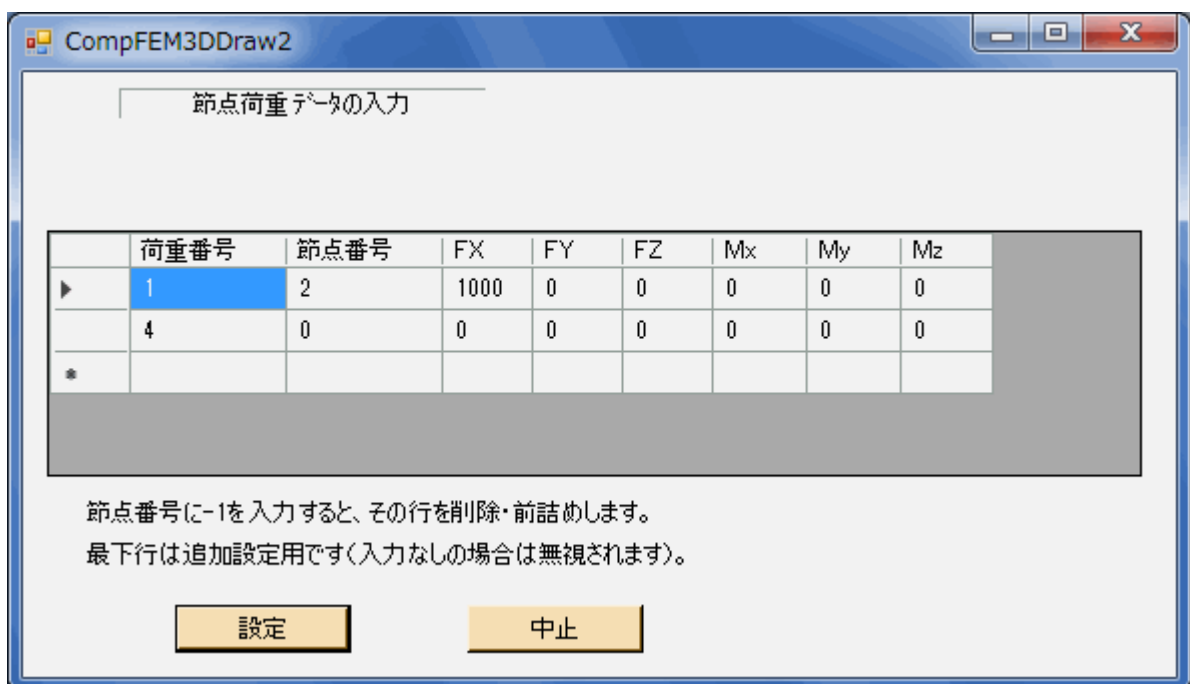 CompFEM3DDraw2
節点荷重データの入力
荷重番号 節点番号 FX FY FZ Mx My Mz
1 2 1000 0 0 0 0 0
4 0 0 0 0 0 0 0
*
節点番号に-1を入力すると、その行を削除・前詰めします。
最下行は追加設定用です(入力なしの場合は無視されます)。
設定 中止